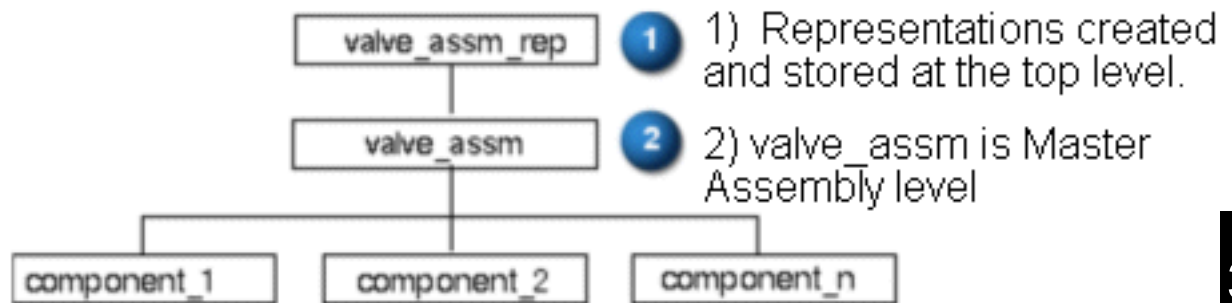 valve_assm_rep
1
1) Representations created
and stored at the top level.
valve_assm
2
2) valve_assm is Master
Assembly level
component_1
component_2
component_n